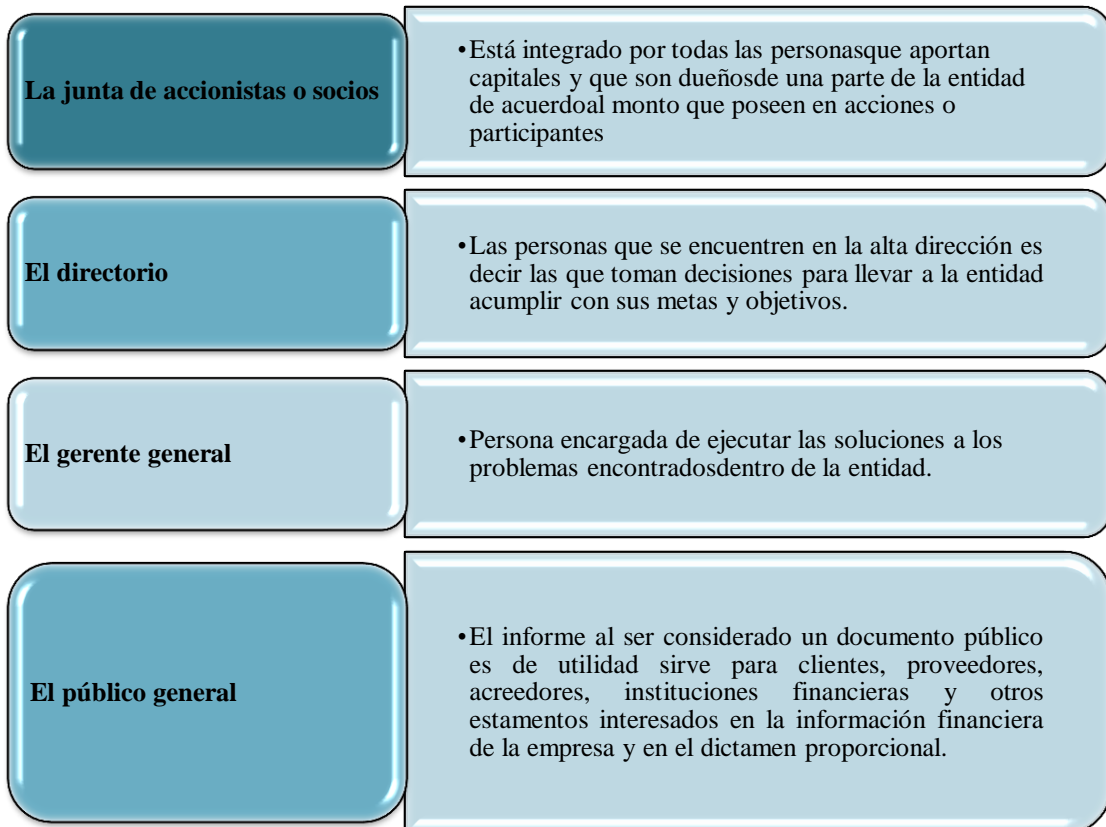 La junta de accionistas o socios
•Está integrado por todas las personasque aportan
capitales y que son dueñosde una parte de la entidad
de acuerdoal monto que poseen en acciones o
participantes
El directorio
•Las personas que se encuentren en la alta dirección es
decir las que toman decisiones para llevar a la entidad
acumplir con sus metas y objetivos.
El gerente general
•Persona encargada de ejecutar las soluciones a los
problemas encontradosdentro de la entidad.
El público general
•El informe al ser considerado un documento público
es de utilidad sirve para clientes, proveedores,
acreedores, instituciones financieras y otros
estamentos interesados en la información financiera
de la empresa y en el dictamen proporcional.